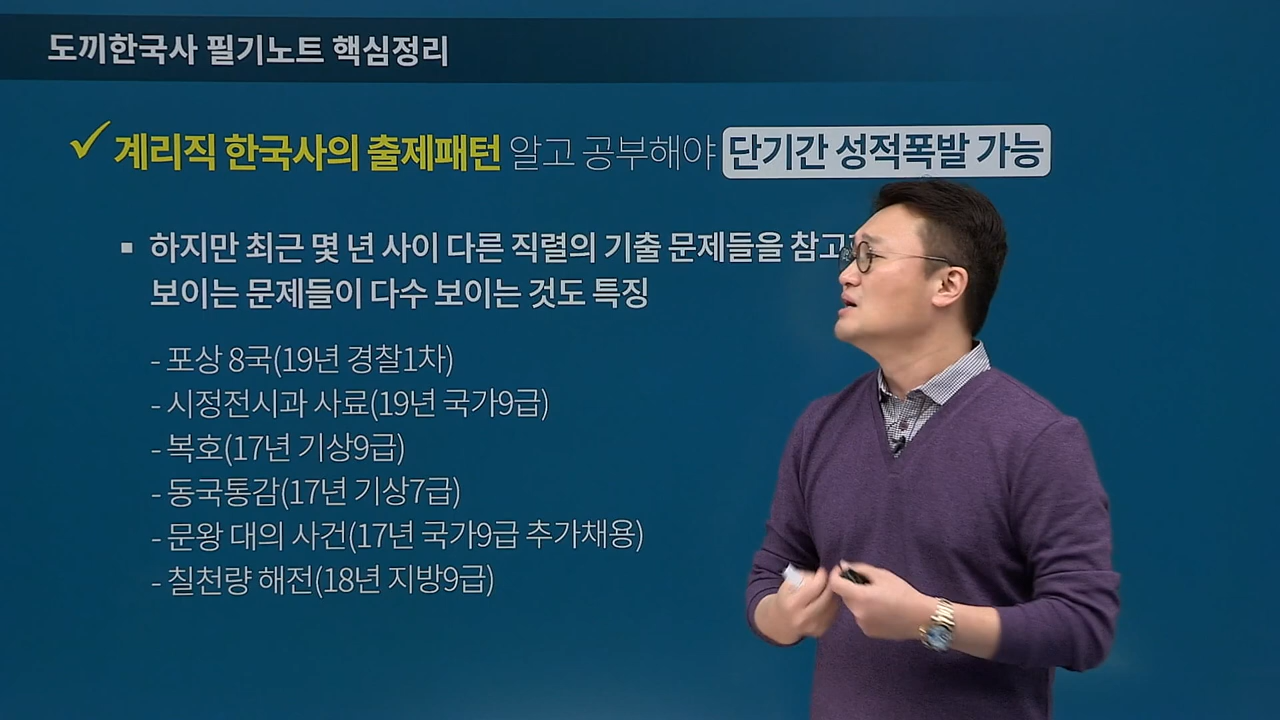 도끼한국사 필기노트 핵심정리
계리직 한국사의 출제패턴 알고 공부해야 단기간 성적폭발 가능
하지만 최근 몇 년 사이 다른 직렬의 기출 문제들을
보이는 문제들이 다수 보이는 것도 특징
- 포상 8국(19년 경찰1차)
- 시정전시과 사료(19년 국가9급)
- 복호(17년 기상9급)
- 동국통감(17년 기상7급)
- 문왕 대의 사건(17년 국가9급 추가채용)
- 칠천량 해전(18년 지방9급)